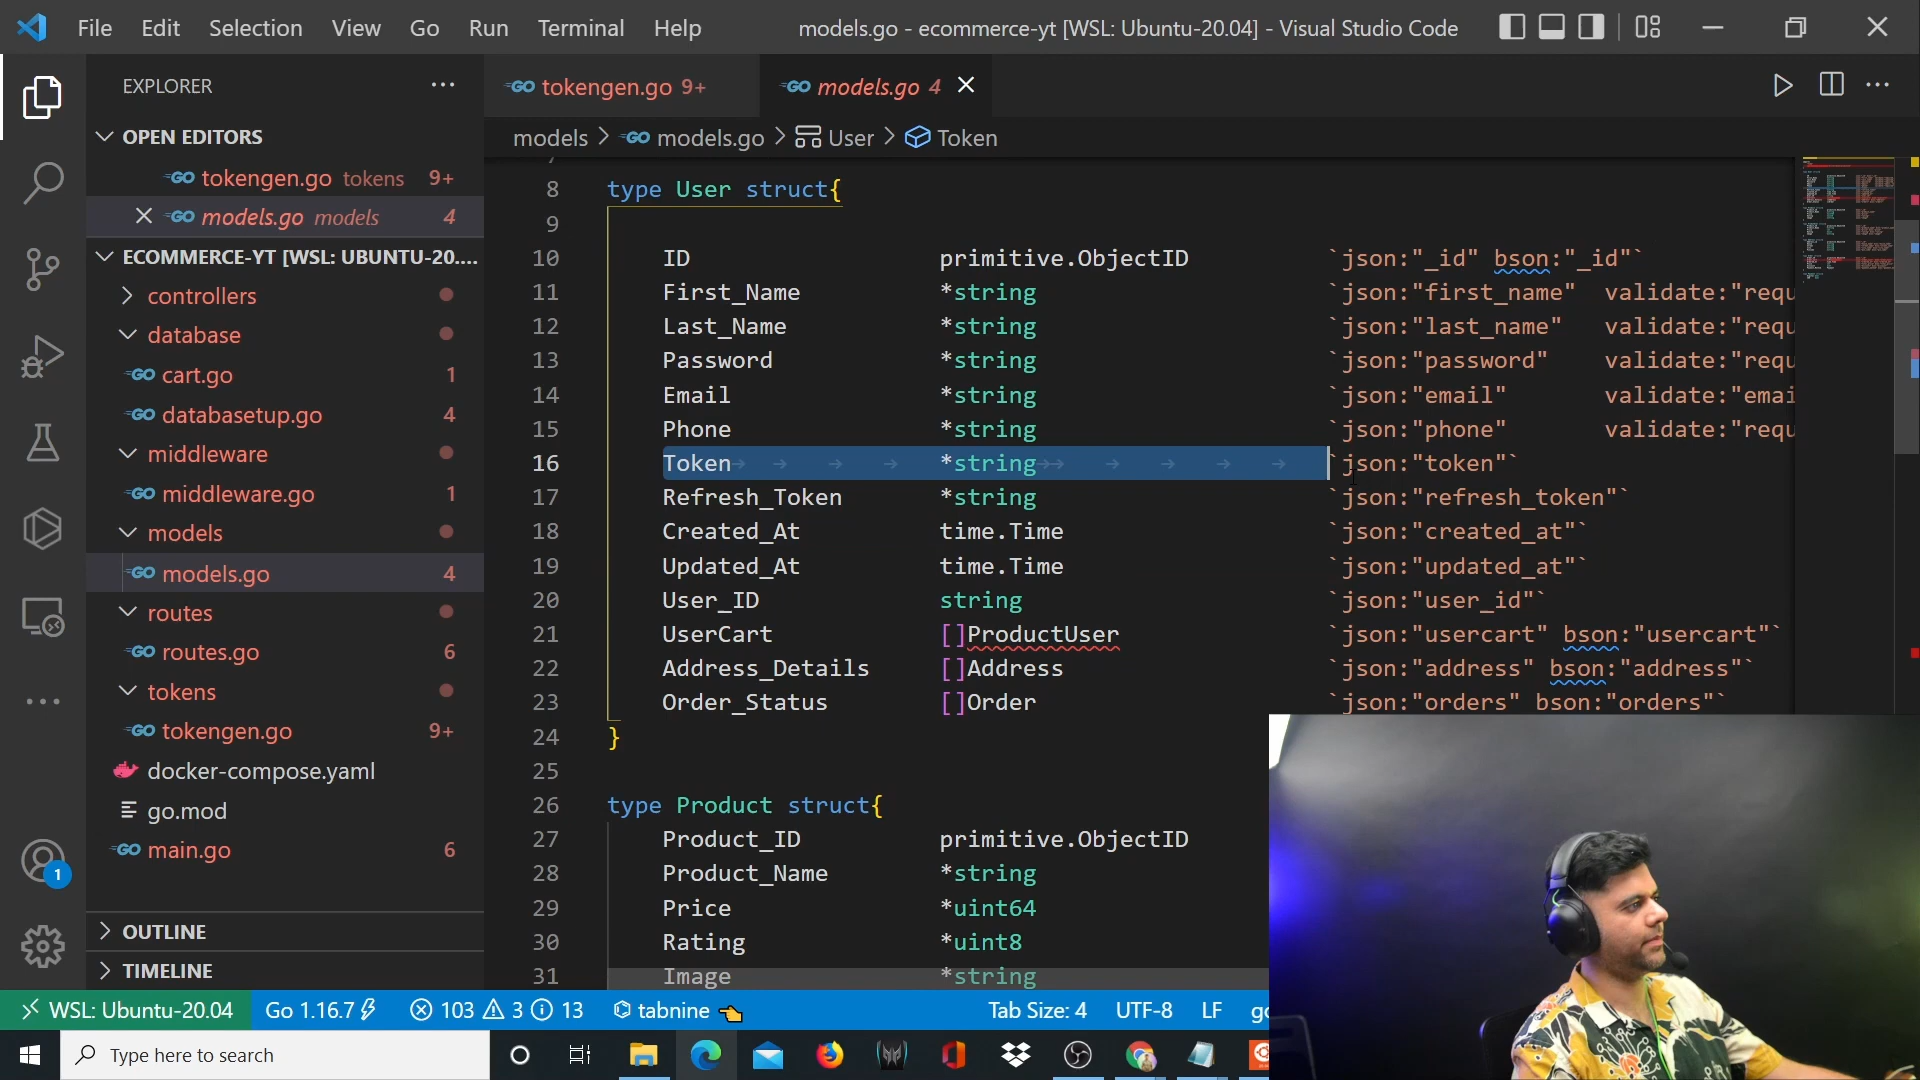 File Edit Selection View Go Run Terminal Help models.go - ecommerce-yt [WSL: Ubuntu-20.04] - Visual Studio Code
EXPLORER
OPEN EDITORS
tokengen.go tokens 9+
models.go models 4
ECOMMERCE-YT [WSL: UBUNTU-20....
controllers
database
cart.go 1
databasetup.go 4
middleware
middleware.go 1
models
models.go 4
routes
routes.go 6
tokens
tokengen.go 9+
docker-compose.yaml
go.mod
main.go 6
OUTLINE
TIMELINE
1
tokengen.go 9+ models.go 4
models > models.go > User > Token
8 type User struct{
9
10 ID primitive.ObjectID `json:"_id" bson:"_id"`
11 First_Name *string `json:"first_name" validate:"requ
12 Last_Name *string `json:"last_name" validate:"requ
13 Password *string `json:"password" validate:"requ
14 Email *string `json:"email" validate:"emai
15 Phone *string `json:"phone" validate:"requ
16 Token *string `json:"token"`
17 Refresh_Token *string `json:"refresh_token"`
18 Created_At time.Time `json:"created_at"`
19 Updated_At time.Time `json:"updated_at"`
20 User_ID string `json:"user_id"`
21 UserCart []ProductUser `json:"usercart" bson:"usercart"`
22 Address_Details []Address `json:"address" bson:"address"`
23 Order_Status []Order `json:"orders" bson:"orders"`
24 }
25
26 type Product struct{
27 Product_ID primitive.ObjectID
28 Product_Name *string
29 Price *uint64
30 Rating *uint8
31 Image *string
WSL: Ubuntu-20.04 Go 1.16.7 103 3 13 tabnine Tab Size: 4 UTF-8 LF
Type here to search